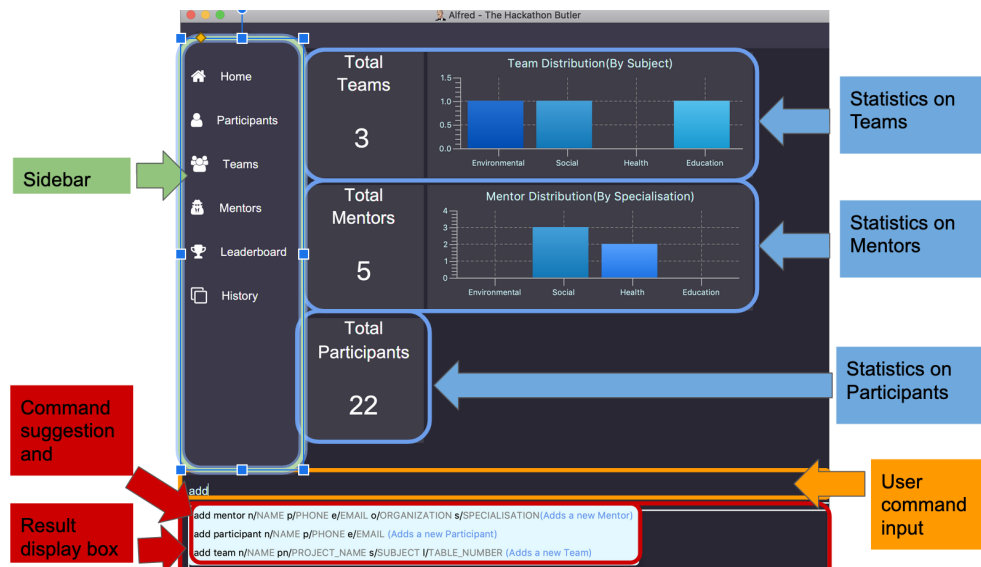 Alfred - The Hackathon Butler
Home
Participants
Teams
Mentors
Leaderboard
History
Sidebar
Total
Teams
3
Team Distribution(By Subject)
1.5
1.0
0.5
0.0
Environmental
Social
Health
Education
Statistics on
Teams
Total
Mentors
5
Mentor Distribution(By Specialisation)
4
3
2
1
0
Environmental
Social
Health
Education
Statistics on
Mentors
Total
Participants
22
Statistics on
Participants
Command
suggestion
and
Result
display box
add
User
command
input
add mentor n/NAME p/PHONE e/EMAIL o/ORGANIZATION s/SPECIALISATION(Adds a new Mentor)
add participant n/NAME p/PHONE e/EMAIL (Adds a new Participant)
add team n/NAME pn/PROJECT_NAME s/SUBJECT l/TABLE_NUMBER (Adds a new Team)